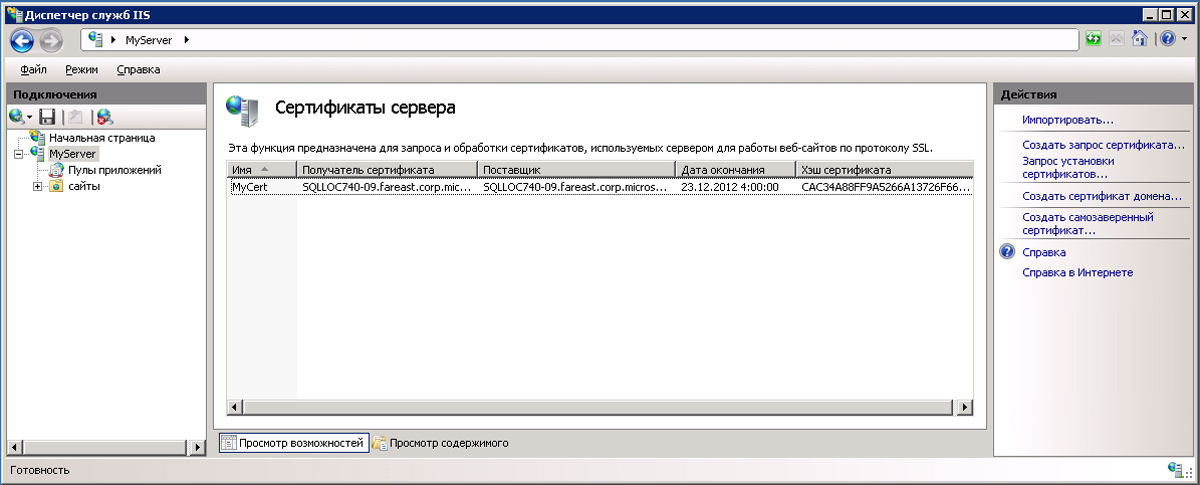 Диспетчер служб IIS
MyServer
Файл Режим Справка
Подключения
Начальная страница
MyServer
Пулы приложений
сайты
Сертификаты сервера
Эта функция предназначена для запроса и обработки сертификатов, используемых сервером для работы веб-сайтов по протоколу SSL.
Имя Получатель сертификата Поставщик Дата окончания Хэш сертификата
MyCert SQLLOC740-09.fareast.corp.mic... SQLLOC740-09.fareast.corp.micros... 23.12.2012 4:00:00 CAC34A88FF9A5266A13726F66...
Просмотр возможностей Просмотр содержимого
Действия
Импортировать...
Создать запрос сертификата...
Запрос установки
сертификатов...
Создать сертификат домена...
Создать самозаверенный
сертификат...
Справка
Справка в Интернете
Готовность